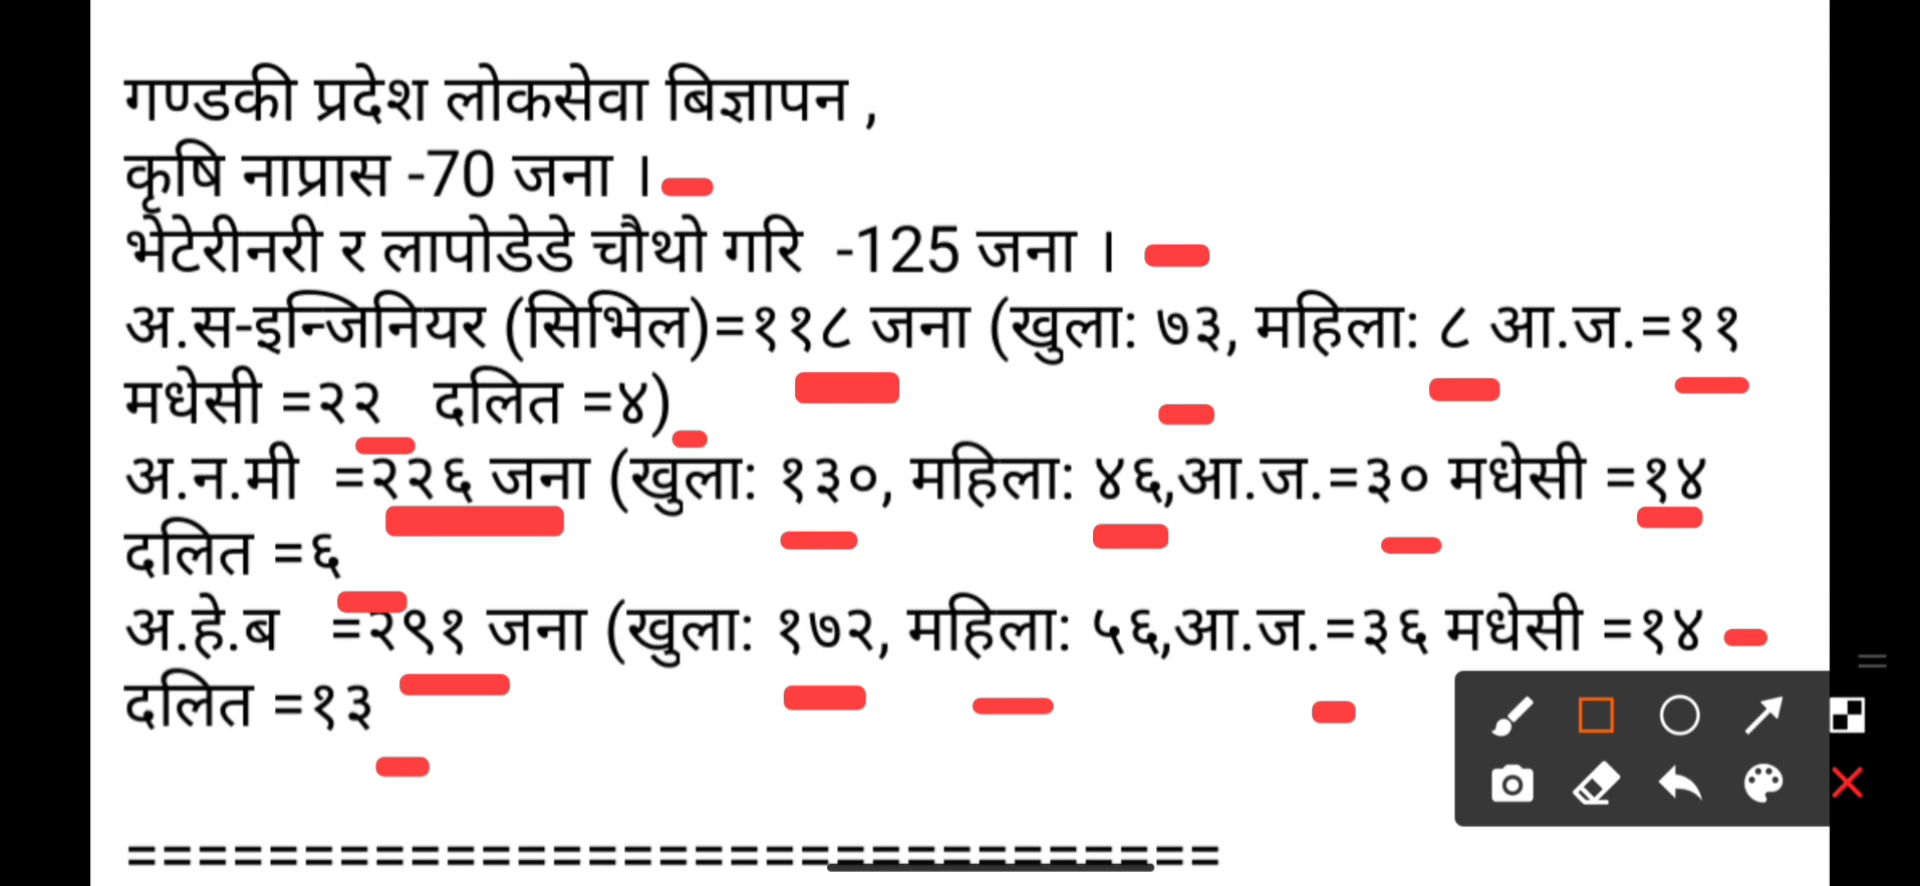 गण्डकी प्रदेश लोकसेवा बिज्ञापन ,
कृषि नाप्रास -70 जना ।
भेटेरीनरी र लापोडेडे चौथो गरि -125 जना ।
अ.स-इन्जिनियर (सिभिल)=११८ जना (खुला: ७३, महिला: ८ आ.ज.=११
मधेसी =२२ दलित =४)
अ.न.मी =२२६ जना (खुला: १३०, महिला: ४६,आ.ज.=३० मधेसी =१४
दलित =६
अ.हे.ब =२९१ जना (खुला: १७२, महिला: ५६,आ.ज.=३६ मधेसी =१४
दलित =१३
===============================